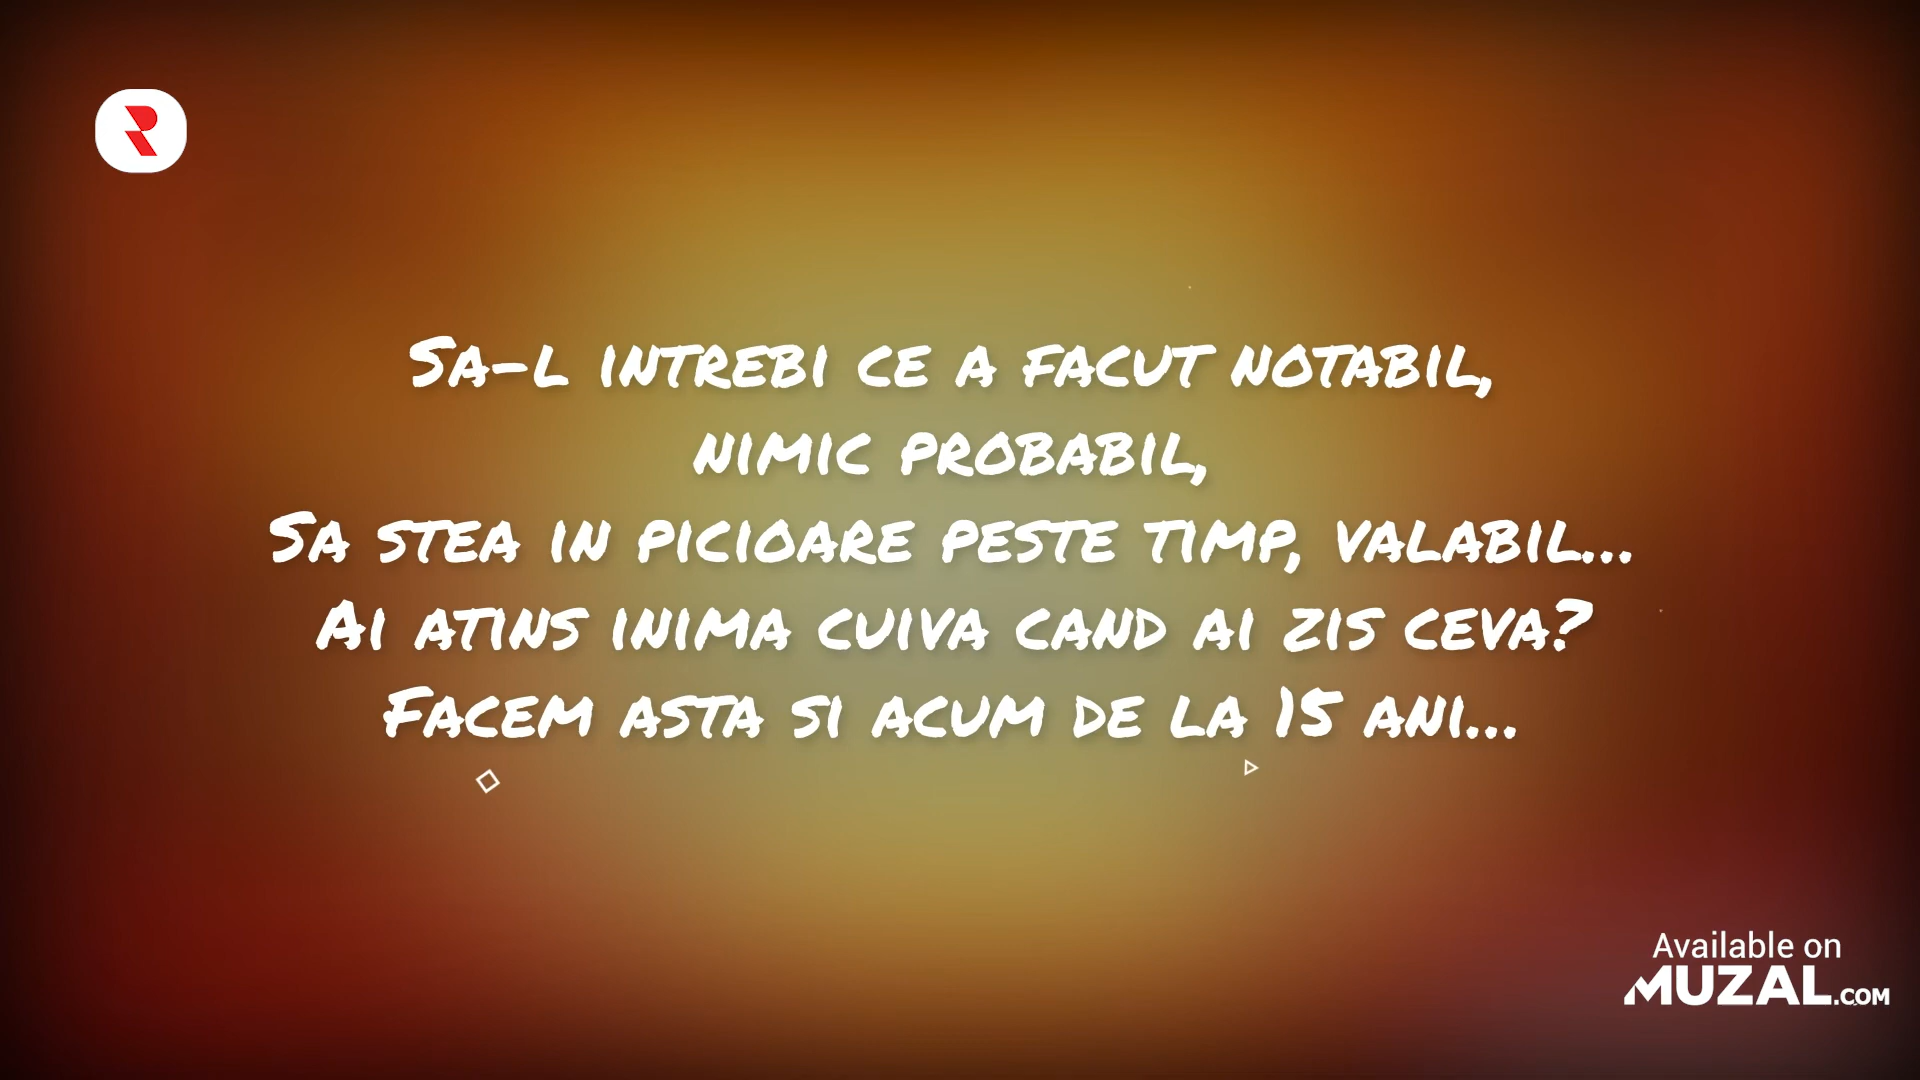 Sa-l intrebi ce a facut notabil,
nimic probabil,
Sa stea in picioare peste timp, valabil...
Ai atins inima cuiva cand ai zis ceva?
Facem asta si acum de la 15 ani...
Available on
MUZAL.COM